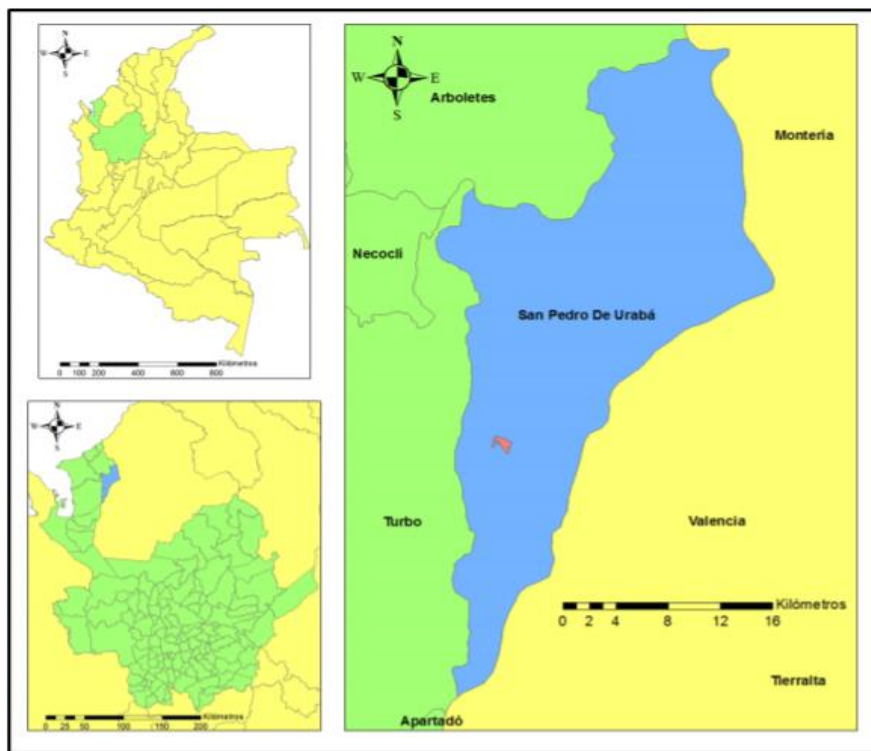 N
W E
S
Kilómetros
0 100 200 400 600 800
N
W E
S
Kilómetros
0 25 50 100 150 200
N
W E
S
Arboletes
Montería
Necoclí
San Pedro De Urabá
Turbo
Valencia
Kilómetros
0 2 4 8 12 16
Tierralta
Apartadó